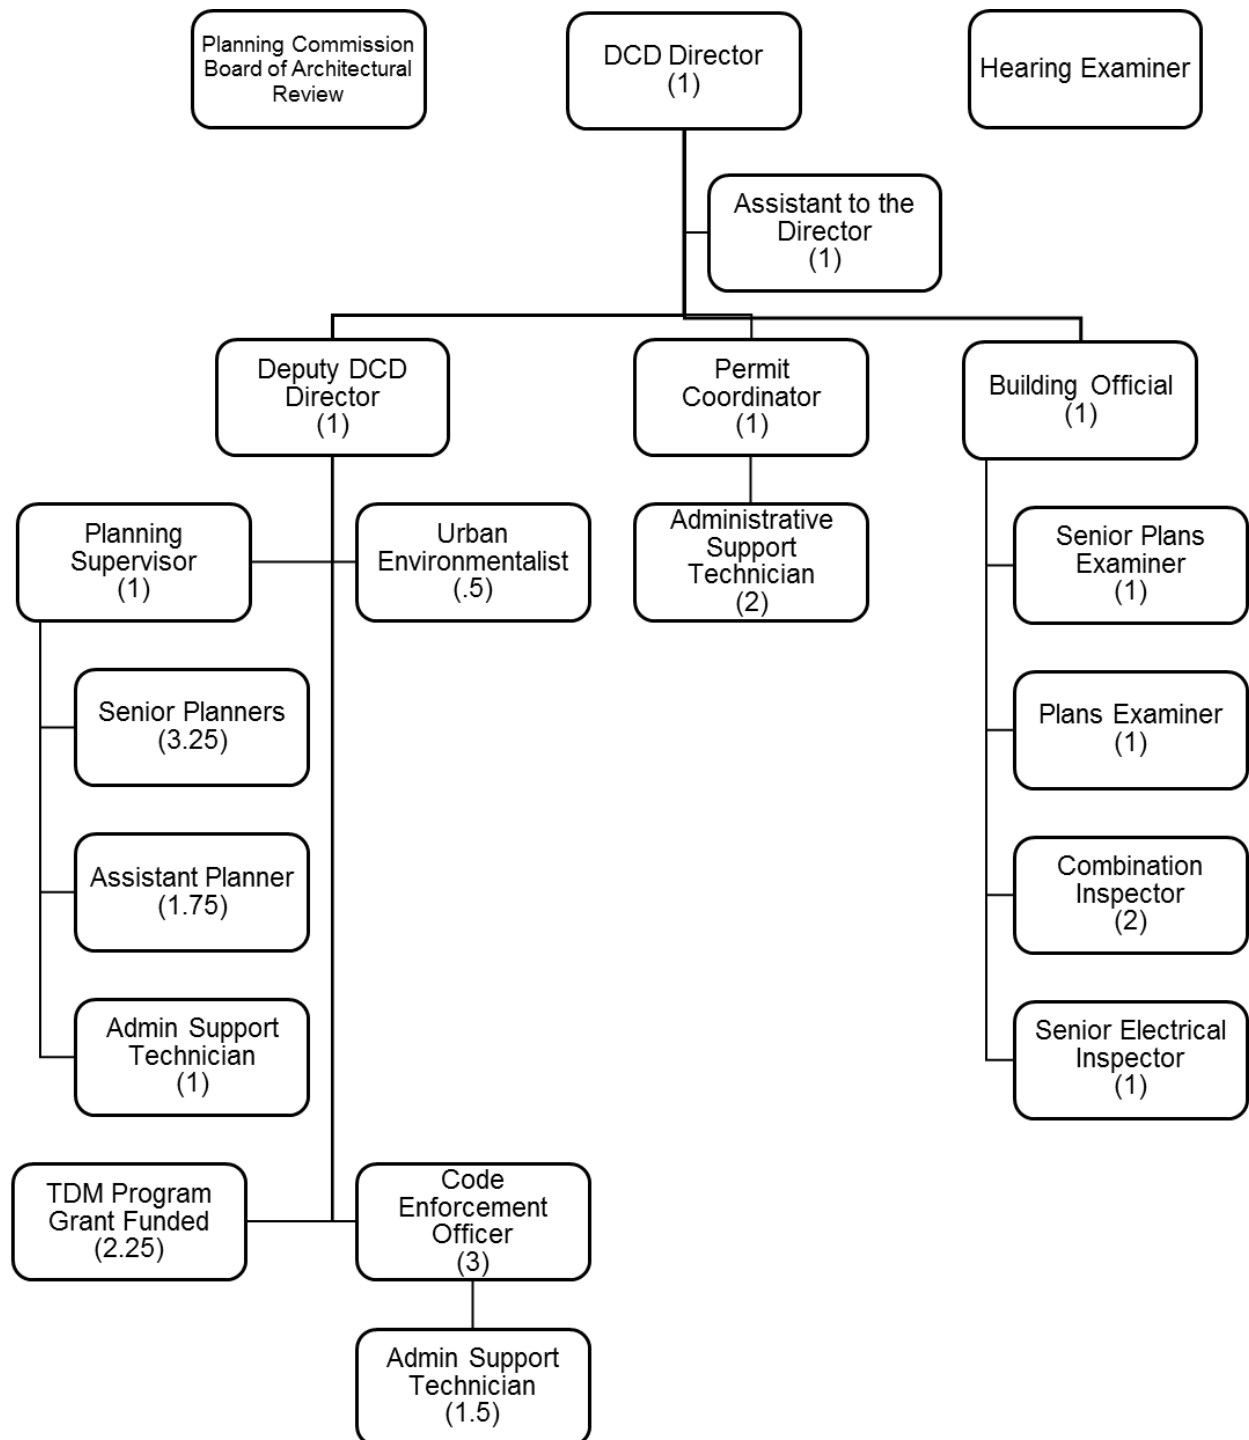 Planning Commission
Board of Architectural
Review
DCD Director
(1)
Hearing Examiner
Assistant to the
Director
(1)
Deputy DCD
Director
(1)
Permit
Coordinator
(1)
Building Official
(1)
Planning
Supervisor
(1)
Urban
Environmentalist
(.5)
Administrative
Support
Technician
(2)
Senior Plans
Examiner
(1)
Senior Planners
(3.25)
Plans Examiner
(1)
Assistant Planner
(1.75)
Combination
Inspector
(2)
Admin Support
Technician
(1)
Senior Electrical
Inspector
(1)
TDM Program
Grant Funded
(2.25)
Code
Enforcement
Officer
(3)
Admin Support
Technician
(1.5)